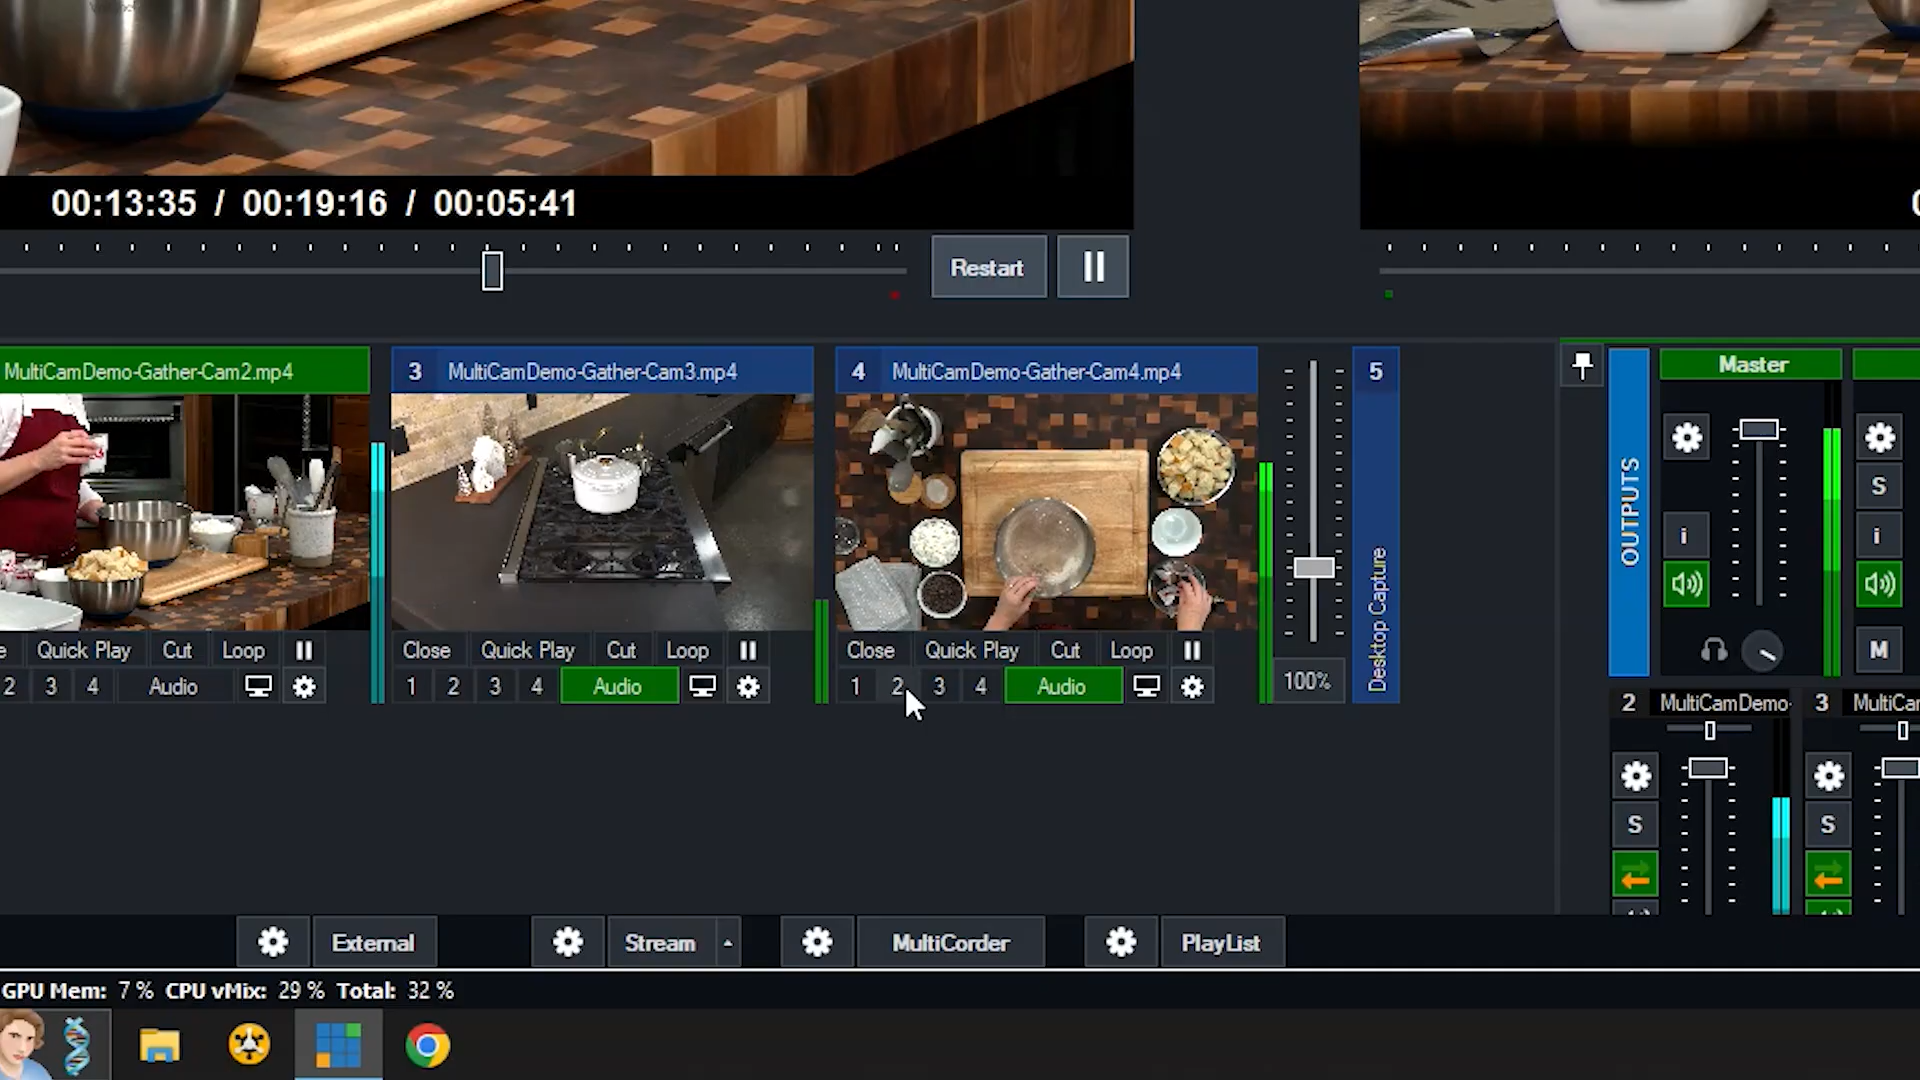 00:13:35 / 00:19:16 / 00:05:41
Restart
MultiCamDemo-Gather-Cam2.mp4
3 MultiCamDemo-Gather-Cam3.mp4
4 MultiCamDemo-Gather-Cam4.mp4
5
Desktop Capture
Quick Play Cut Loop
2 3 4 Audio
Close Quick Play Cut Loop
1 2 3 4 Audio
Close Quick Play Cut Loop
1 2 3 4 Audio
100%
OUTPUTS
Master
i
S
i
M
2 MultiCamDemo-
3 MultiCar
S
S
External
Stream
MultiCorder
PlayList
GPU Mem: 7 % CPU vMix: 29 % Total: 32 %